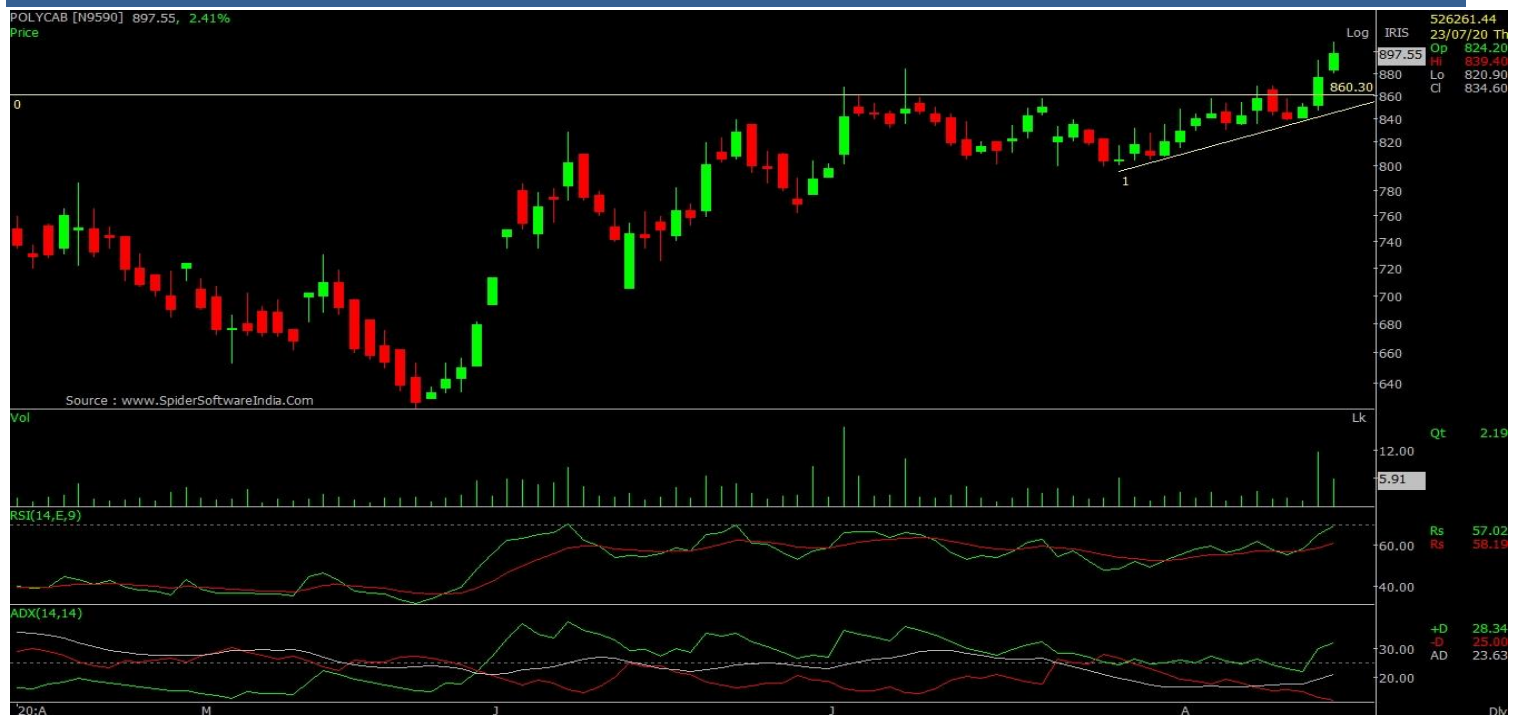 POLYCAB [N9590] 897.55, 2.41%
Price
Log
IRIS
526261.44
23/07/20 Th
Op 824.20
Hi 839.40
Lo 820.90
Cl 834.60
897.55
880
860.30
860
0
840
820
800
1
780
760
740
720
700
680
660
640
Source : www.SpiderSoftwareIndia.Com
Vol
Lk
Qt 2.19
12.00
5.91
RSI(14,E,9)
Rs 57.02
Rs 58.19
60.00
40.00
ADX(14,14)
+D 28.34
-D 25.00
AD 23.63
30.00
20.00
'20:A M J J A Dly